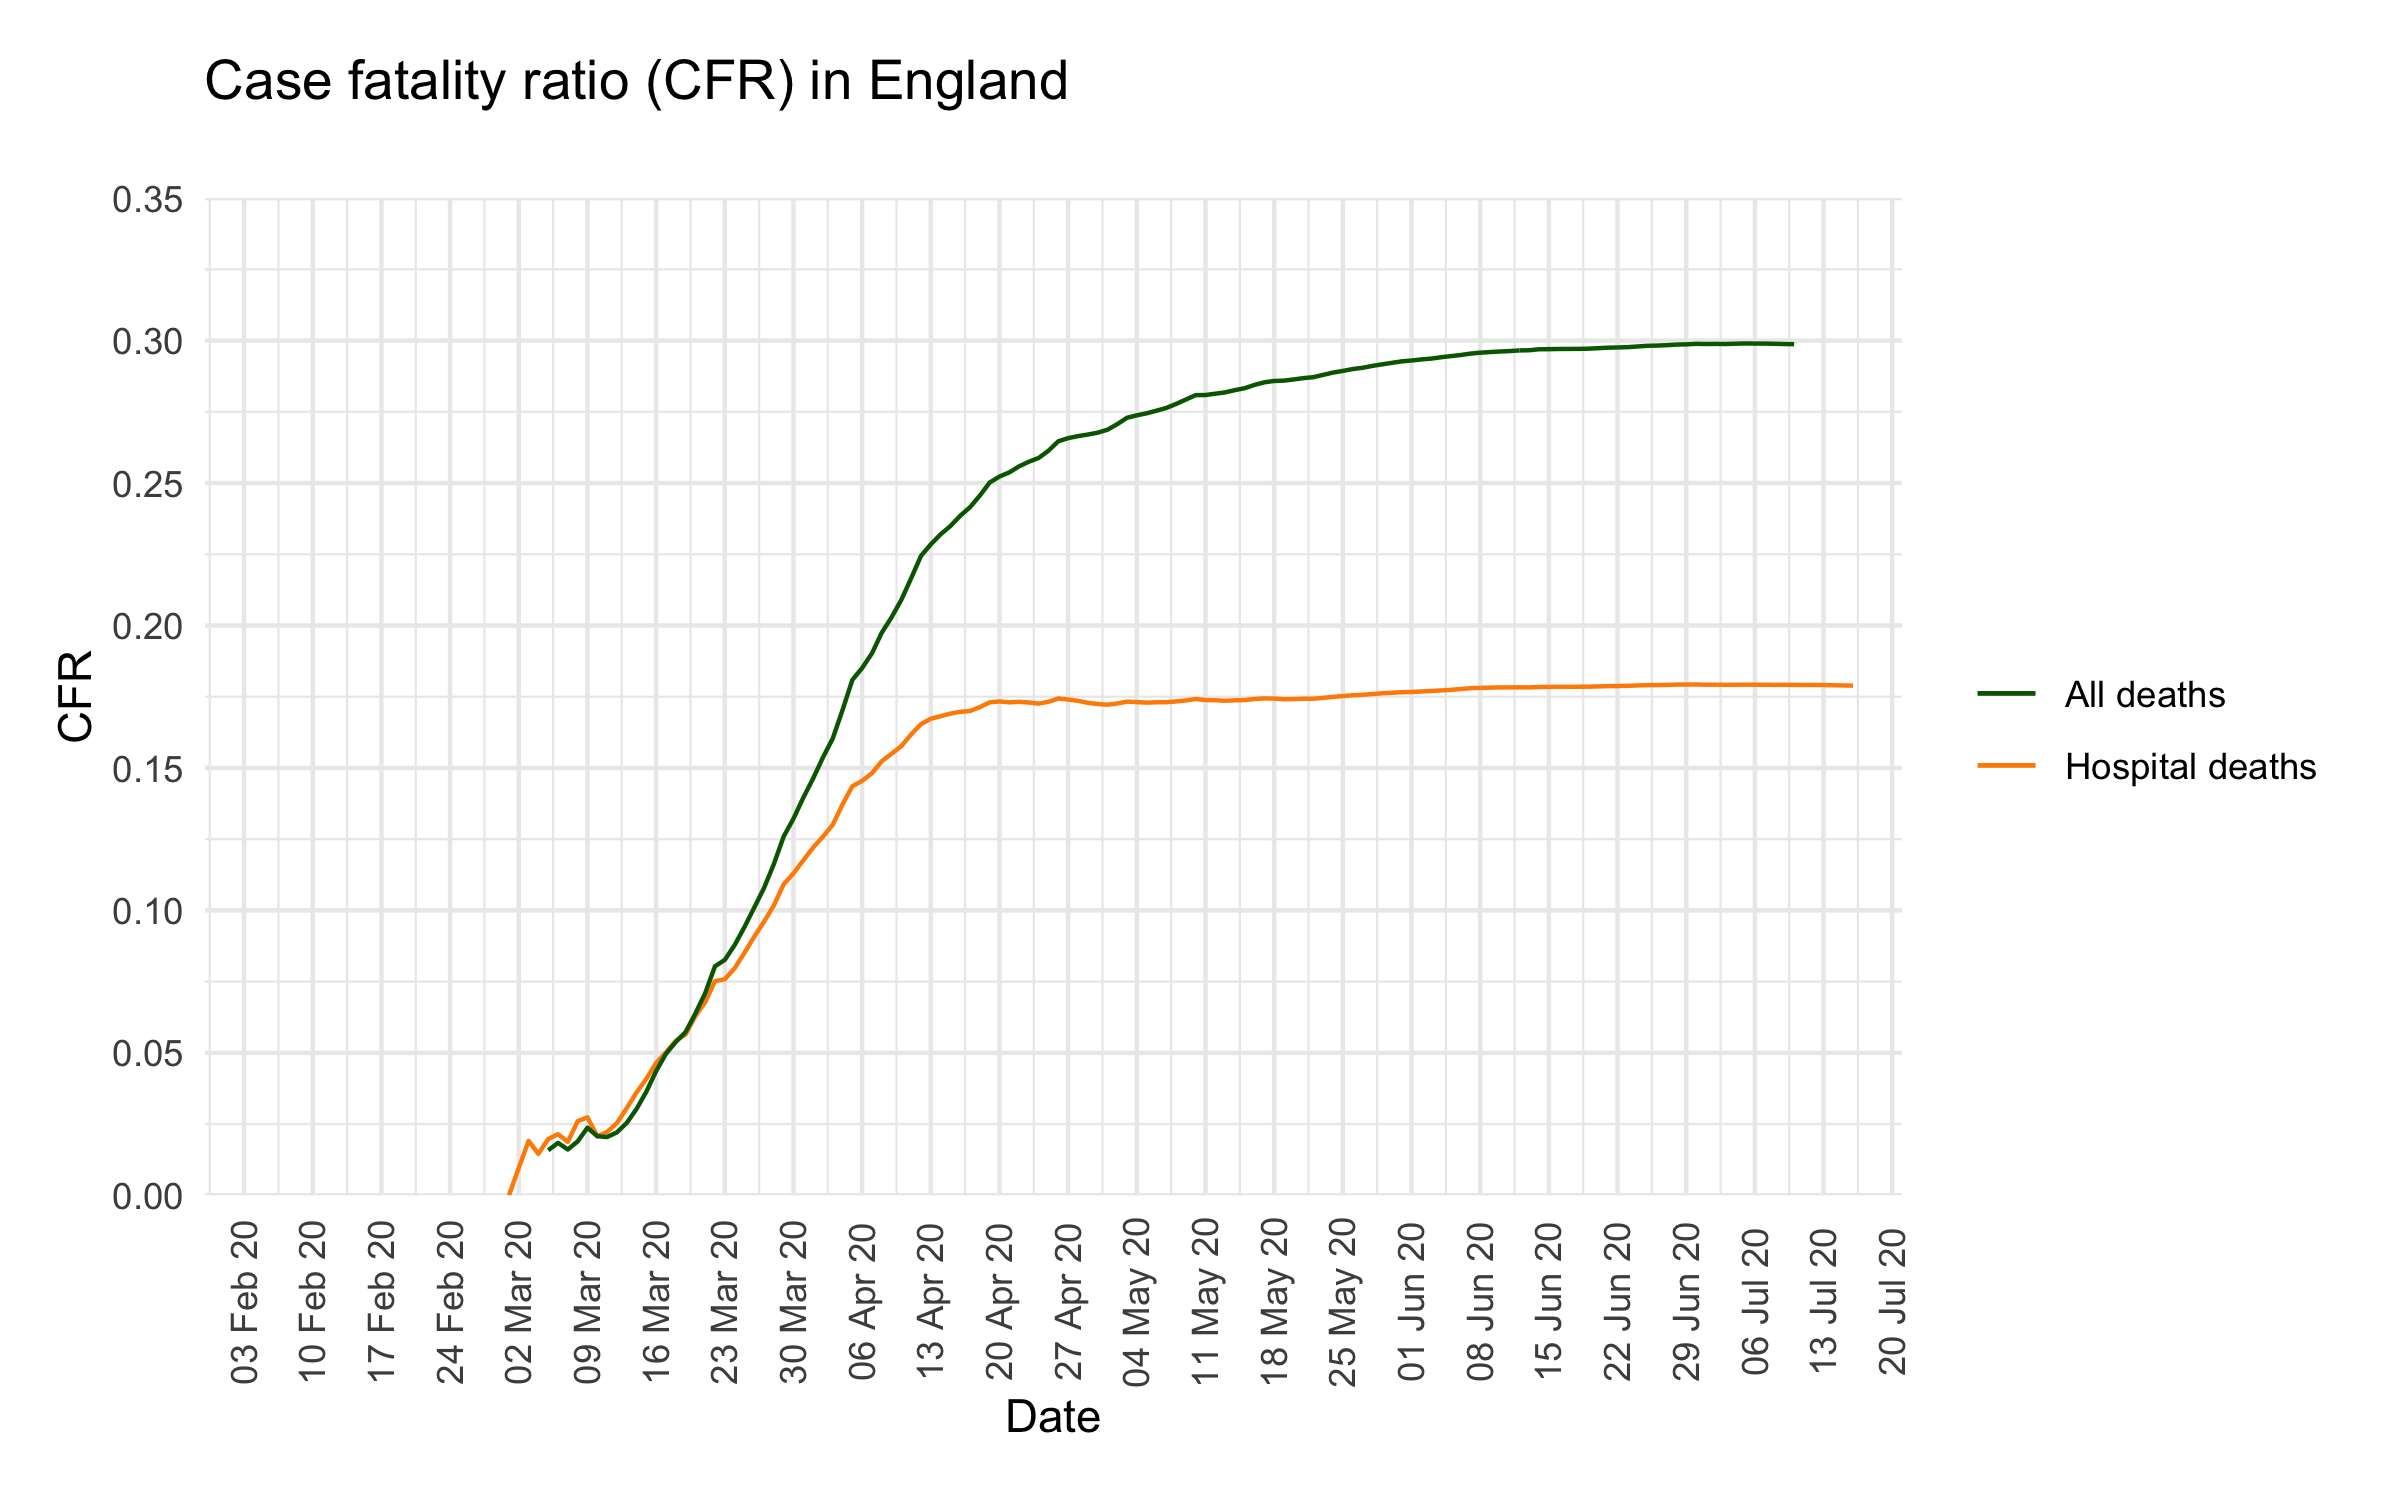 Case fatality ratio (CFR) in England
0.35
0.30
0.25
0.20
0.15
0.10
0.05
0.00
CFR
All deaths
Hospital deaths
03 Feb 20
10 Feb 20
17 Feb 20
24 Feb 20
02 Mar 20
09 Mar 20
16 Mar 20
23 Mar 20
30 Mar 20
06 Apr 20
13 Apr 20
20 Apr 20
27 Apr 20
04 May 20
11 May 20
18 May 20
25 May 20
01 Jun 20
08 Jun 20
15 Jun 20
22 Jun 20
29 Jun 20
06 Jul 20
13 Jul 20
20 Jul 20
Date